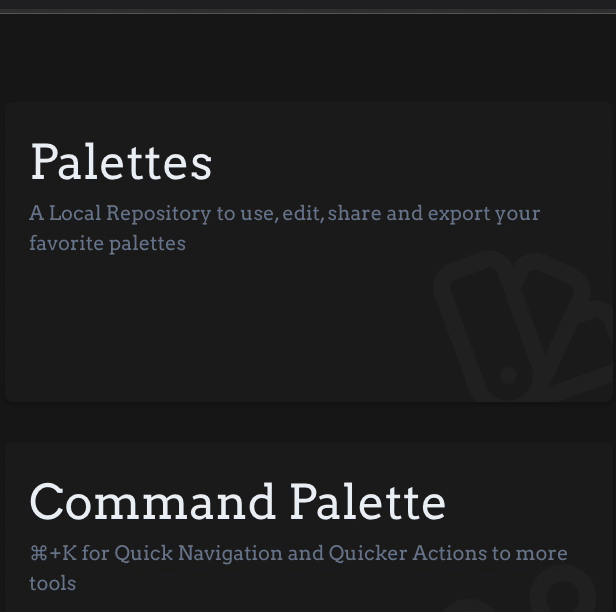 Palettes
A Local Repository to use, edit, share and export your
favorite palettes
Command Palette
⌘+K for Quick Navigation and Quicker Actions to more
tools